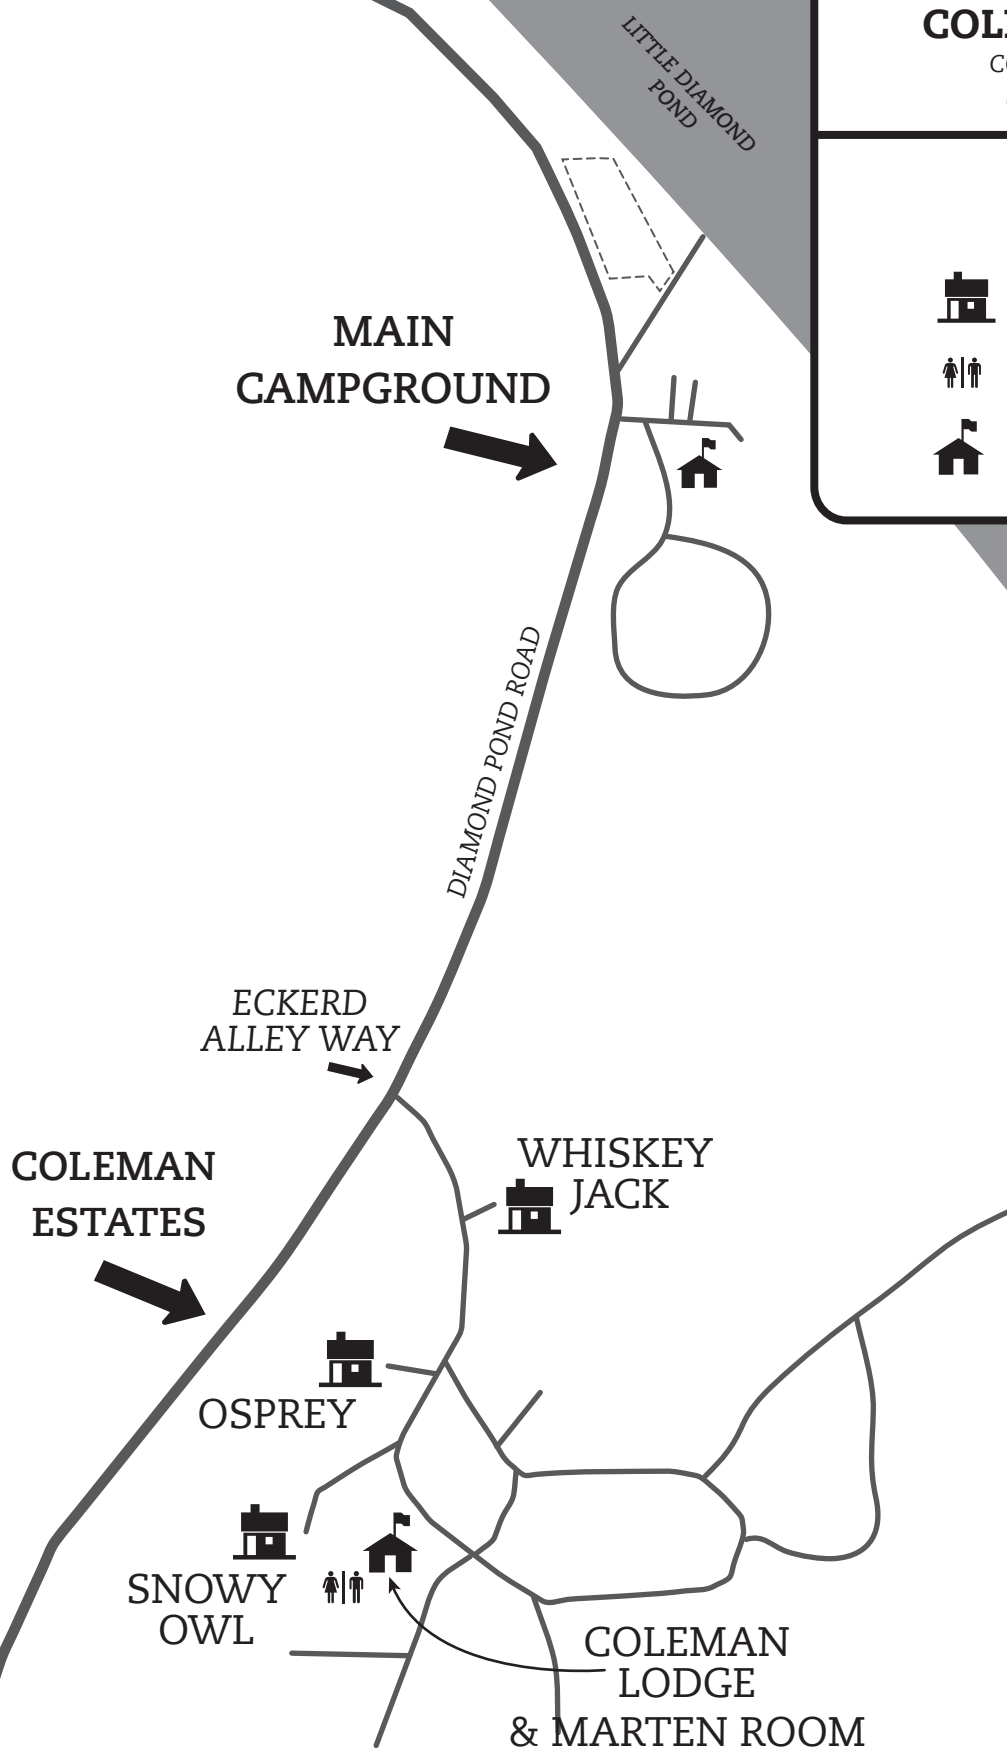 LITTLE DIAMOND
POND
MAIN
CAMPGROUND
DIAMOND POND ROAD
ECKERD
ALLEY WAY
COLEMAN
ESTATES
WHISKEY
JACK
OSPREY
SNOWY
OWL
COLEMAN
LODGE
& MARTEN ROOM